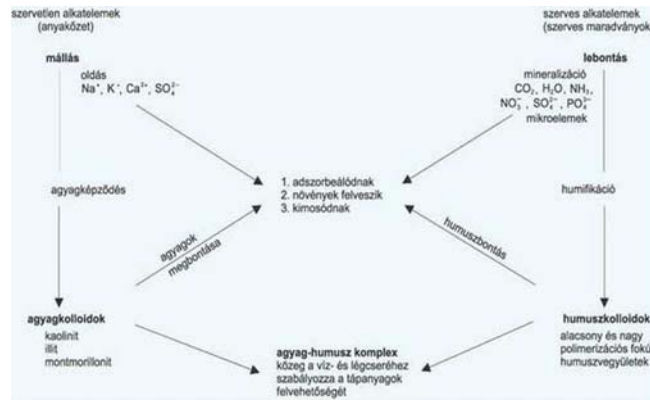 szervetlen alkatelemek
(anyakőzet)
szerves alkatelemek
(szerves maradványok)
mállás
lebontás
oldás
Na⁺, K⁺, Ca²⁺, SO₄²⁻
mineralizáció
CO₂, H₂O, NH₃,
NO₃⁻, SO₄²⁻, PO₄³⁻
mikroelemek
1. adszorbeálódnak
2. növények felveszik
3. kimosódnak
agyagképződés
humifikáció
agyagok
megbontása
humuszbontás
agyagkolloidok
kaolinit
illit
montmorillonit
humuszkolloidok
alacsony és nagy
polimerizációs fokú
humuszvegyületek
agyag-humusz komplex
közeg a víz- és légcseréhez
szabályozza a tápanyagok
felvehetőségét